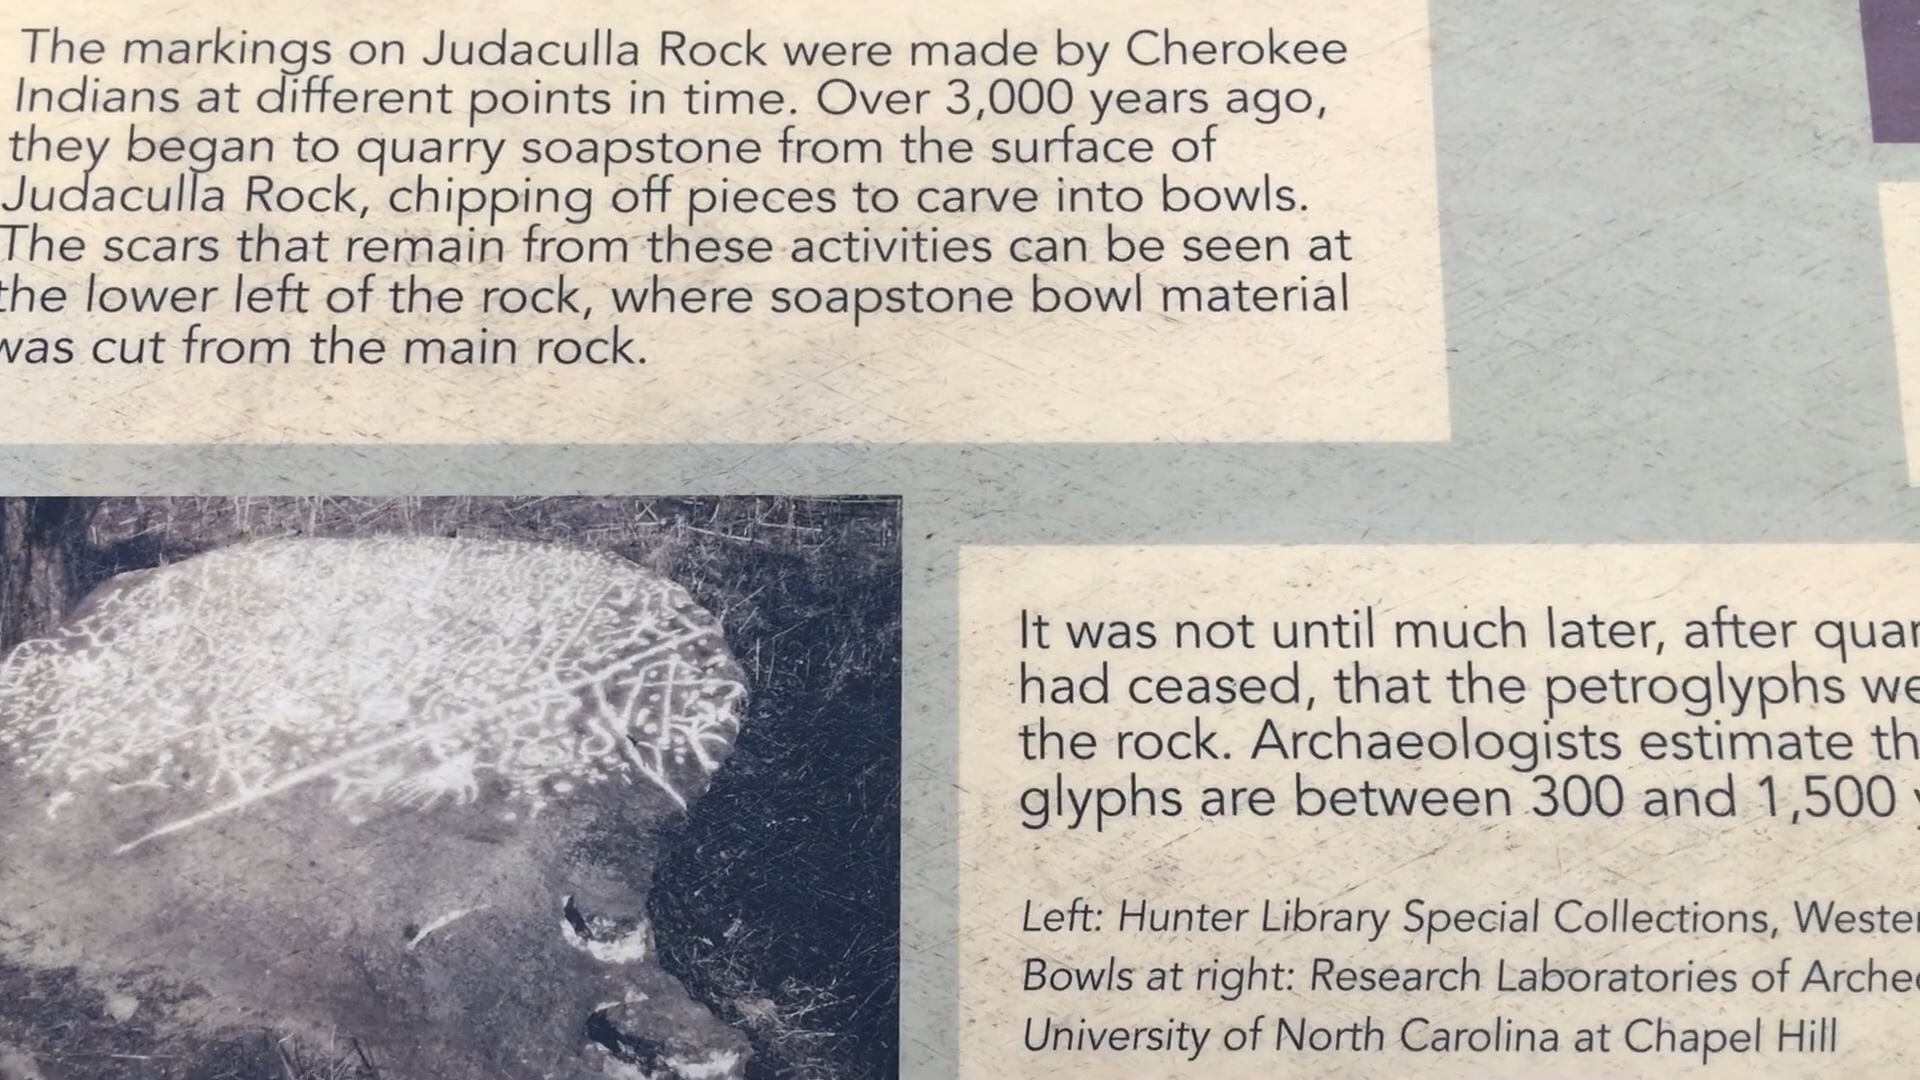 The markings on Judaculla Rock were made by Cherokee
Indians at different points in time. Over 3,000 years ago,
they began to quarry soapstone from the surface of
Judaculla Rock, chipping off pieces to carve into bowls.
The scars that remain from these activities can be seen at
the lower left of the rock, where soapstone bowl material
was cut from the main rock.
It was not until much later, after
had ceased, that the petroglyphs
the rock. Archaeologists estimate
glyphs are between 300 and 1,500
Left: Hunter Library Special Collections,
Bowls at right: Research Laboratories of
University of North Carolina at Chapel Hill